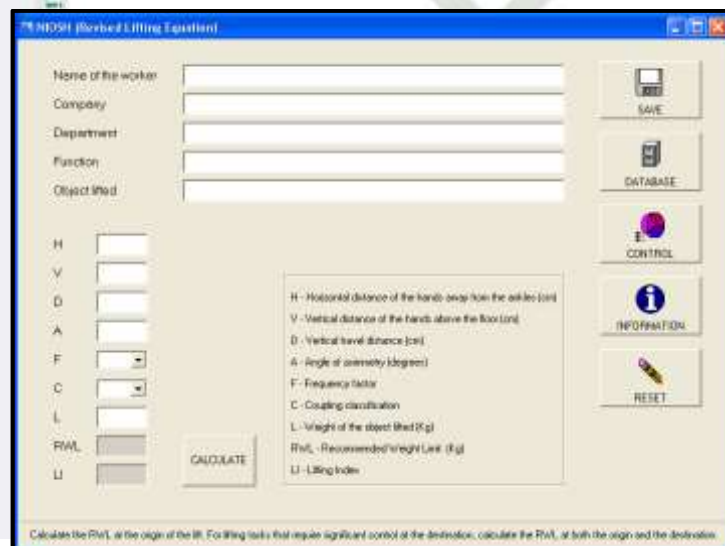 NIOSH (Revised Lifting Equation)
Name of the worker
Company
Department
Function
Object lifted
SAVE
DATABASE
CONTROL
INFORMATION
RESET
H
V
D
A
F
C
L
RWL
LI
CALCULATE
H - Horizontal distance of the hands away from the ankles (cm)
V - Vertical distance of the hands above the floor (cm)
D - Vertical travel distance (cm)
A - Angle of asymmetry (degrees)
F - Frequency factor
C - Coupling classification
L - Weight of the object lifted (Kg)
RWL - Recommended Weight Limit (Kg)
LI - Lifting Index
Calculate the RWL at the origin of the lift. For lifting tasks that require significant control at the destination, calculate the RWL at both the origin and the destination.